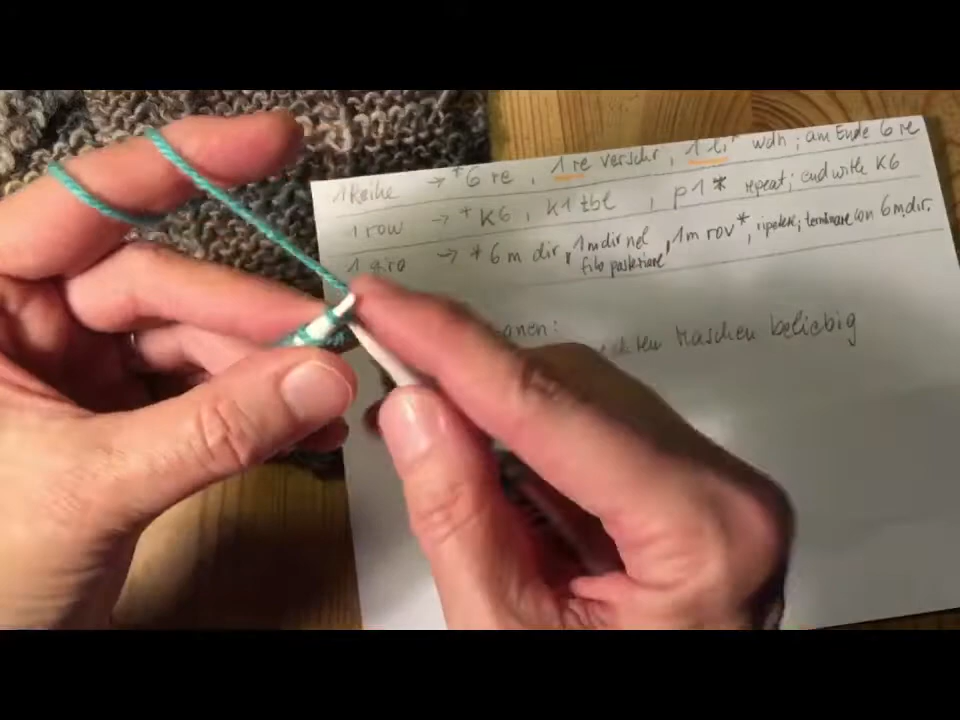 1 Reihe → *6 re , 1 re verschr , 1 li* wdh ; am Ende 6 re
1 row → * K6 , K1 tbl , p1 * repeat ; end with K6
1 giro → * 6 m dir, 1 m dir nel filo posteriore, 1 m rov *, ripetere; terminare con 6 m. dir.
Maschen beliebig